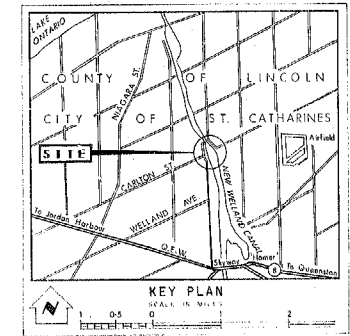 LAKE
ONTARIO
COUNTY OF LINCOLN
NIAGARA ST.
CITY OF ST. CATHARINES
Airfield
SITE
CARLTON ST.
NEW WELLAND CANAL
WELLAND AVE
To Jordan Harbour
Q.E.W.
Skyway
Homer
8
To Queenston
KEY PLAN
SCALE IN MILES
1 0·5 0 1 2
N